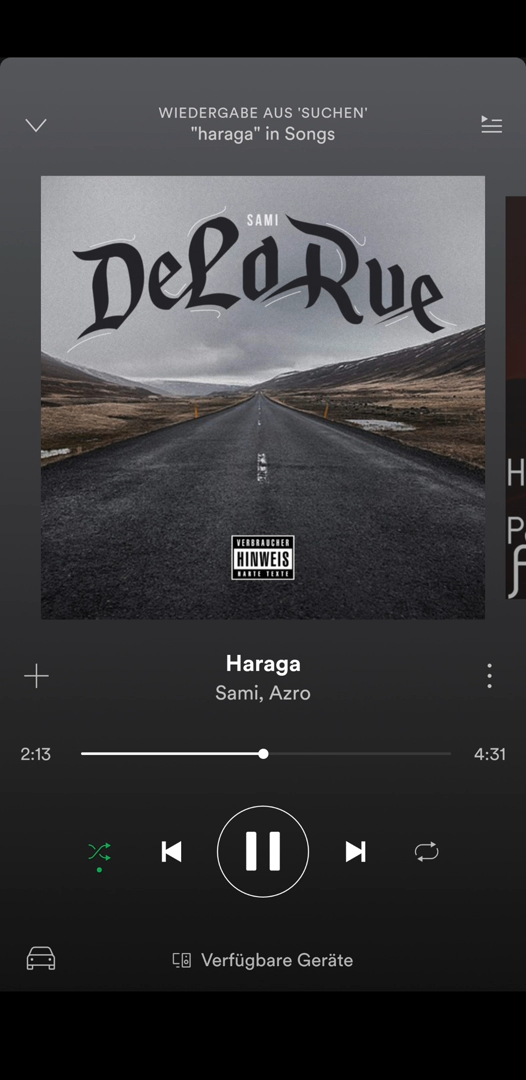 WIEDERGABE AUS 'SUCHEN'
"haraga" in Songs
SAMI
DeLaRue
VERBRAUCHER
HINWEIS
HARTE TEXTE
Haraga
Sami, Azro
2:13
4:31
Verfügbare Geräte